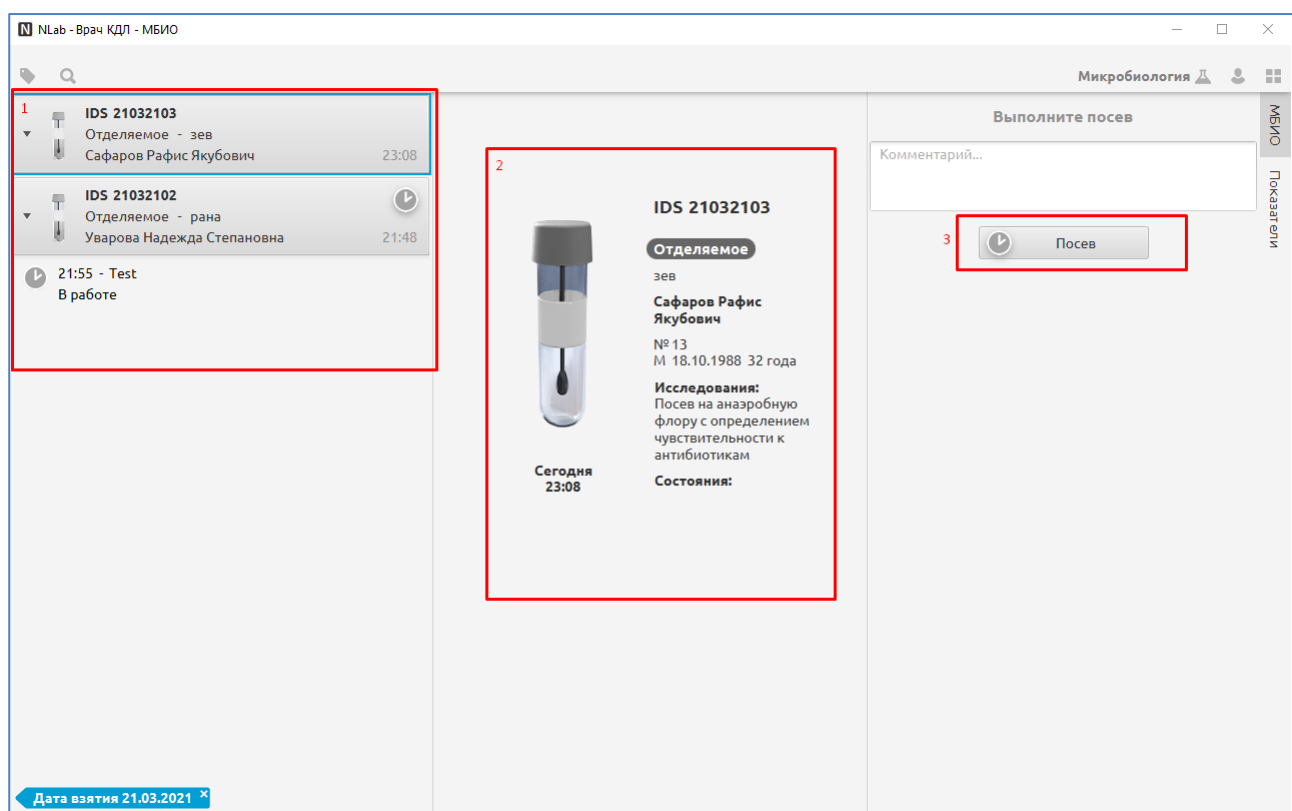 NLab - Врач КДЛ - МБИО
Микробиология
1
IDS 21032103
Отделяемое - зев
Сафаров Рафис Якубович 23:08
IDS 21032102
Отделяемое - рана
Уварова Надежда Степановна 21:48
21:55 - Test
В работе
Дата взятия 21.03.2021 ×
2
IDS 21032103
Отделяемое
зев
Сафаров Рафис
Якубович
№ 13
М 18.10.1988 32 года
Исследования:
Посев на анаэробную
флору с определением
чувствительности к
антибиотикам
Состояния:
Сегодня
23:08
Выполните посев
Комментарий...
3
Посев
МБИО
Показатели